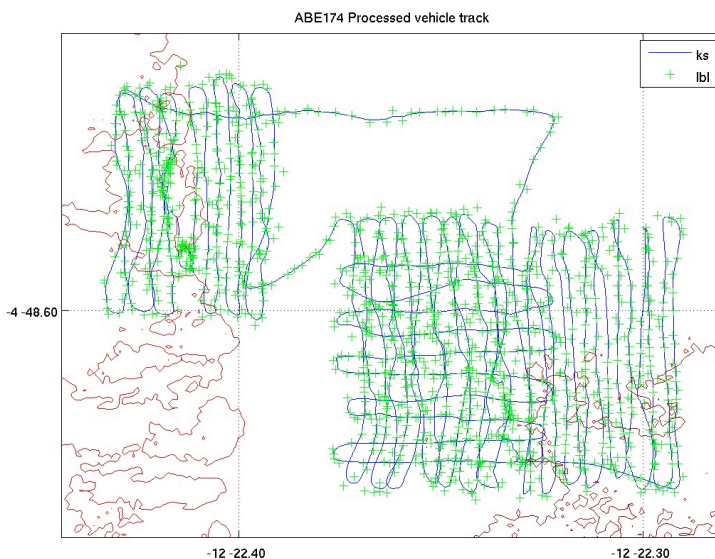 ABE174 Processed vehicle track
ks
lbl
-4 -48.60
-12 -22.40
-12 -22.30